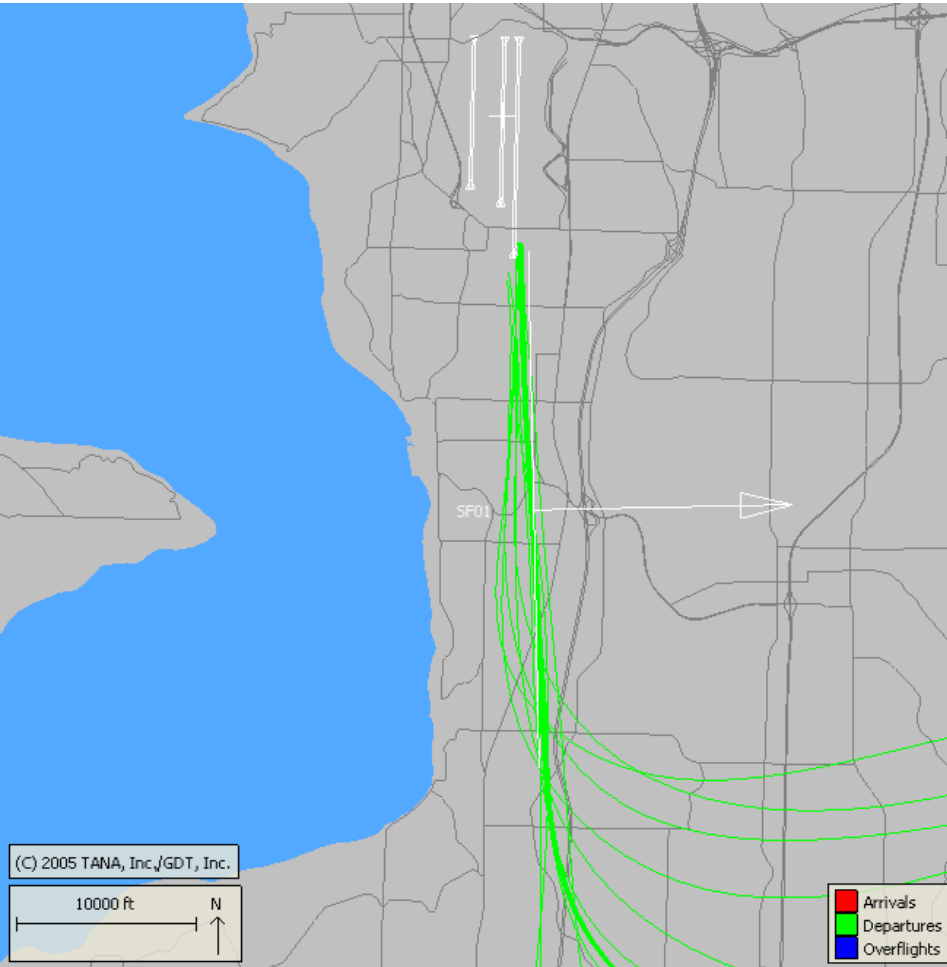 SF01
(C) 2005 TANA, Inc./GDT, Inc.
10000 ft
N
Arrivals
Departures
Overflights